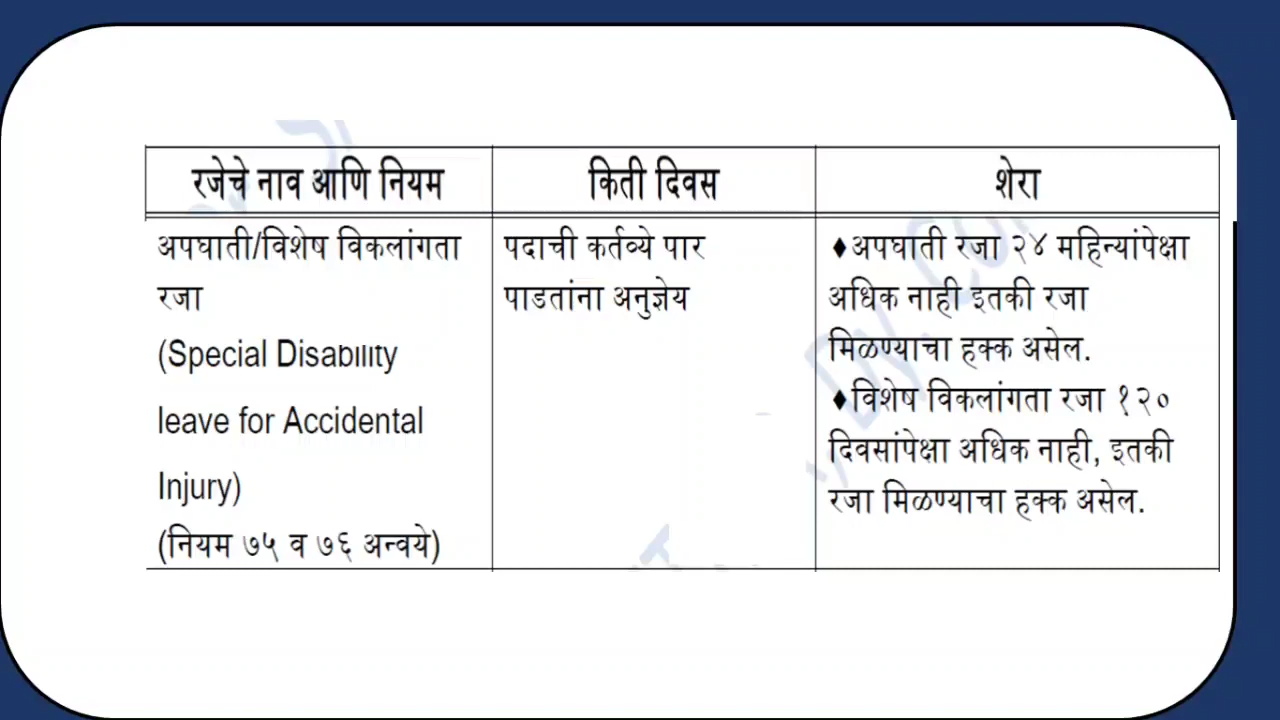 रजेचे नाव आणि नियम
किती दिवस
शेरा
अपघाती/विशेष विकलांगता
रजा
(Special Disability
leave for Accidental
Injury)
(नियम ७५ व ७६ अन्वये)
पदाची कर्तव्ये पार
पाडतांना अनुज्ञेय
♦अपघाती रजा २४ महिन्यांपेक्षा
अधिक नाही इतकी रजा
मिळण्याचा हक्क असेल.
♦विशेष विकलांगता रजा १२०
दिवसांपेक्षा अधिक नाही, इतकी
रजा मिळण्याचा हक्क असेल.